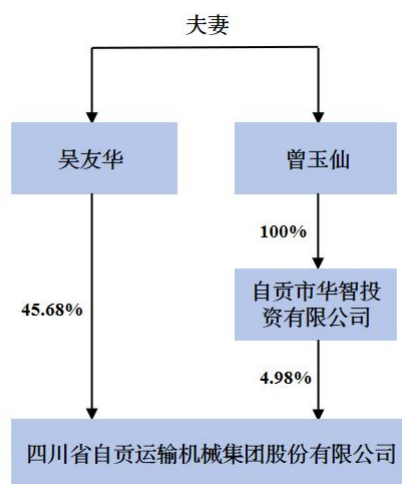 夫妻
吴友华
曾玉仙
100%
自贡市华智投
资有限公司
45.68%
4.98%
四川省自贡运输机械集团股份有限公司